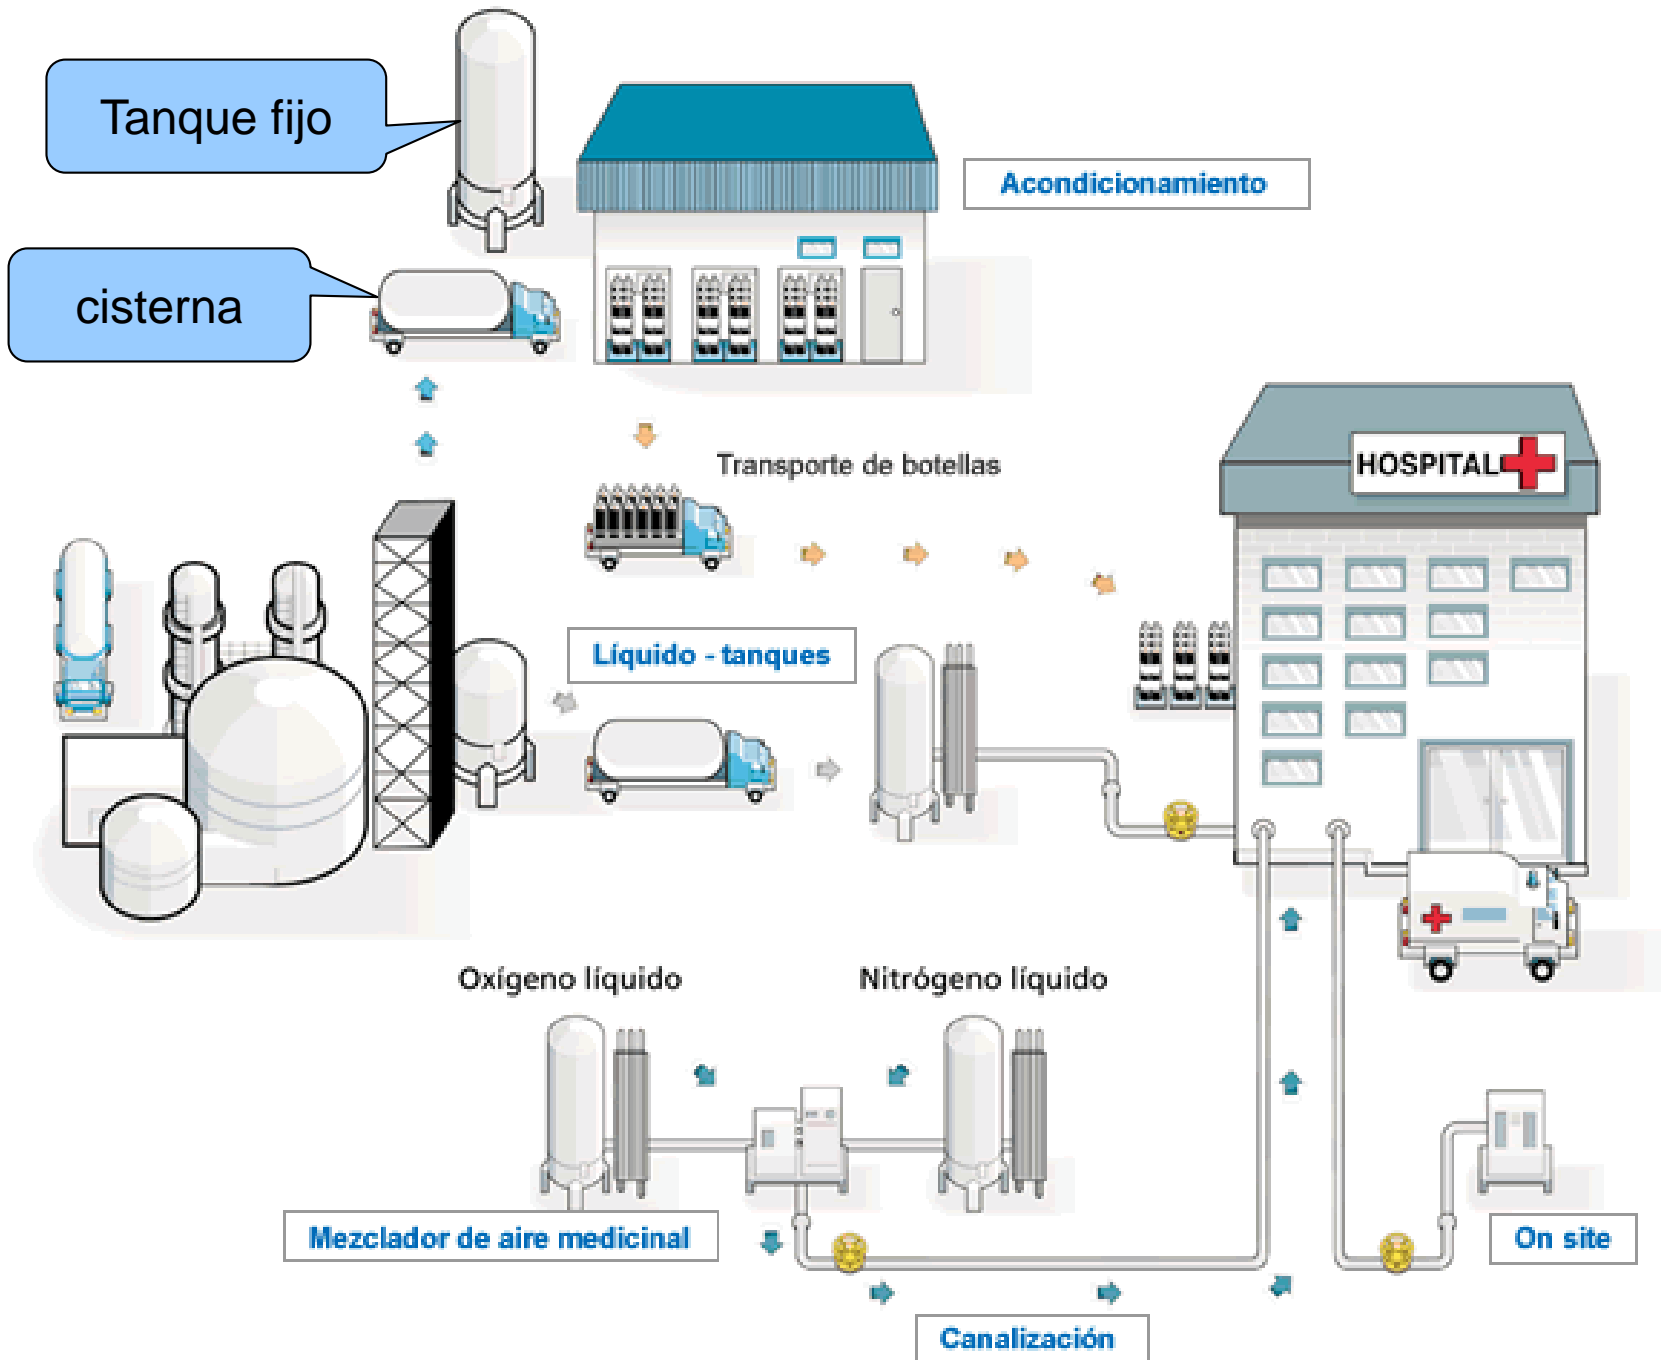 Tanque fijo
Acondicionamiento
cisterna
Transporte de botellas
HOSPITAL
Líquido - tanques
Oxígeno líquido
Nitrógeno líquido
Mezclador de aire medicinal
On site
Canalización